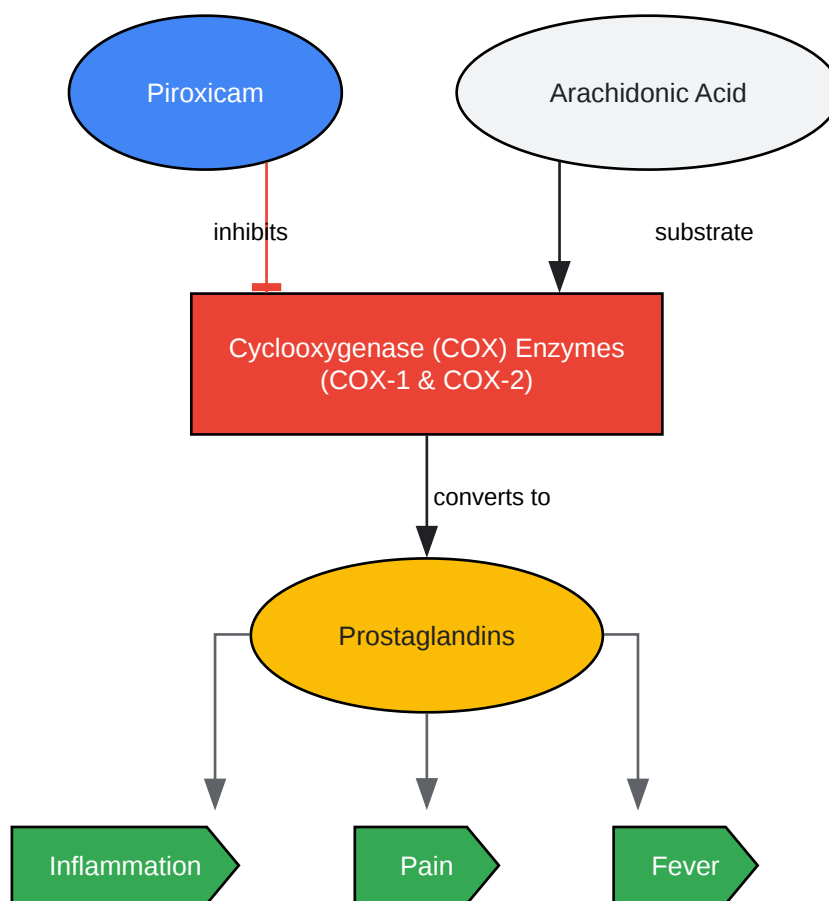 Piroxicam
Arachidonic Acid
inhibits
substrate
Cyclooxygenase (COX) Enzymes
(COX-1 & COX-2)
converts to
Prostaglandins
Inflammation
Pain
Fever